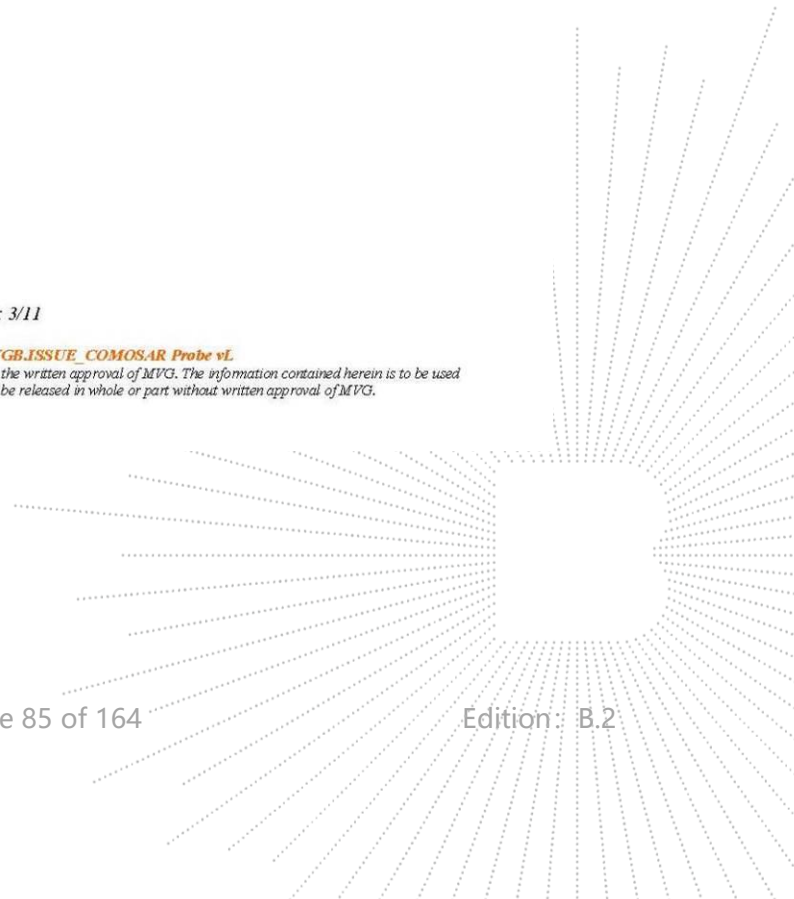 : 3/11
GB.ISSUE_COMOSAR Probe vL
the written approval of MVG. The information contained herein is to be used
be released in whole or part without written approval of MVG.
e 85 of 164 Edition: B.2